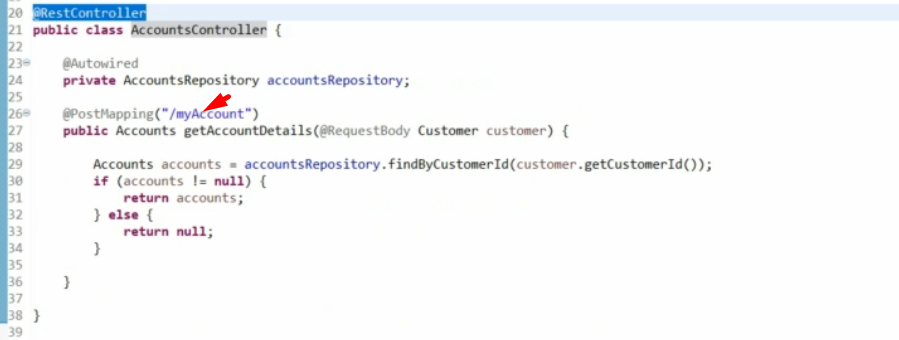 20 @RestController
21 public class AccountsController {
22
23 @Autowired
24 private AccountsRepository accountsRepository;
25
26 @PostMapping("/myAccount")
27 public Accounts getAccountDetails(@RequestBody Customer customer) {
28
29 Accounts accounts = accountsRepository.findByCustomerId(customer.getCustomerId());
30 if (accounts != null) {
31 return accounts;
32 } else {
33 return null;
34 }
35
36 }
37
38 }
39